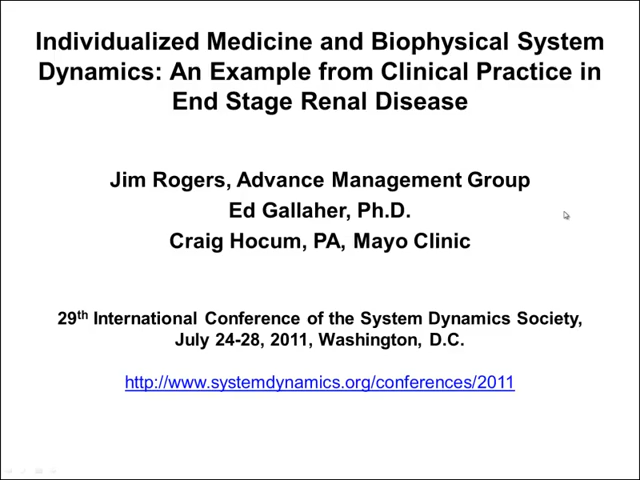 Individualized Medicine and Biophysical System
Dynamics: An Example from Clinical Practice in
End Stage Renal Disease
Jim Rogers, Advance Management Group
Ed Gallaher, Ph.D.
Craig Hocum, PA, Mayo Clinic
29th International Conference of the System Dynamics Society,
July 24-28, 2011, Washington, D.C.
http://www.systemdynamics.org/conferences/2011